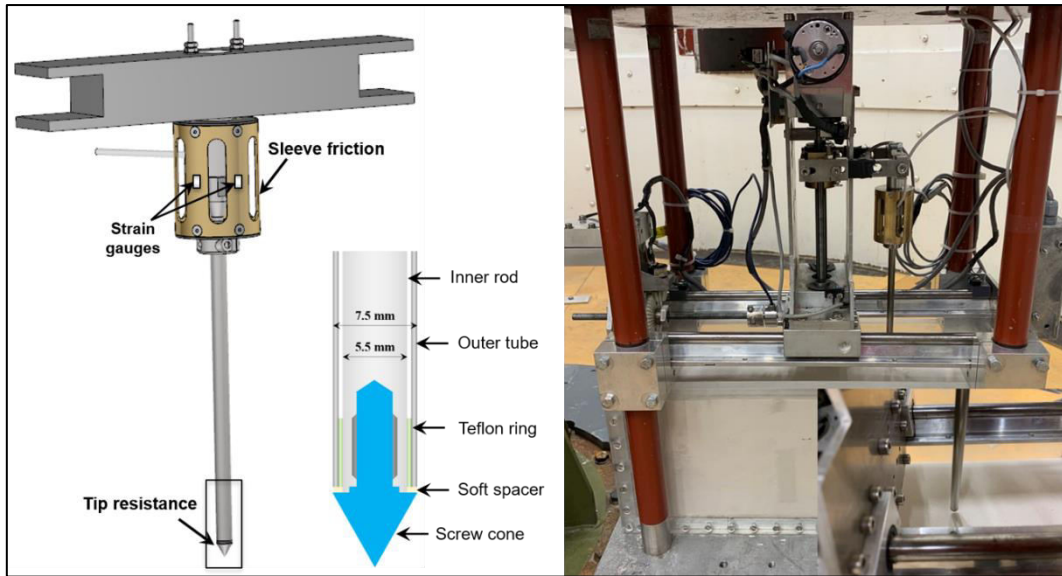 Sleeve friction
Strain
gauges
Tip resistance
Inner rod
7.5 mm
Outer tube
5.5 mm
Teflon ring
Soft spacer
Screw cone